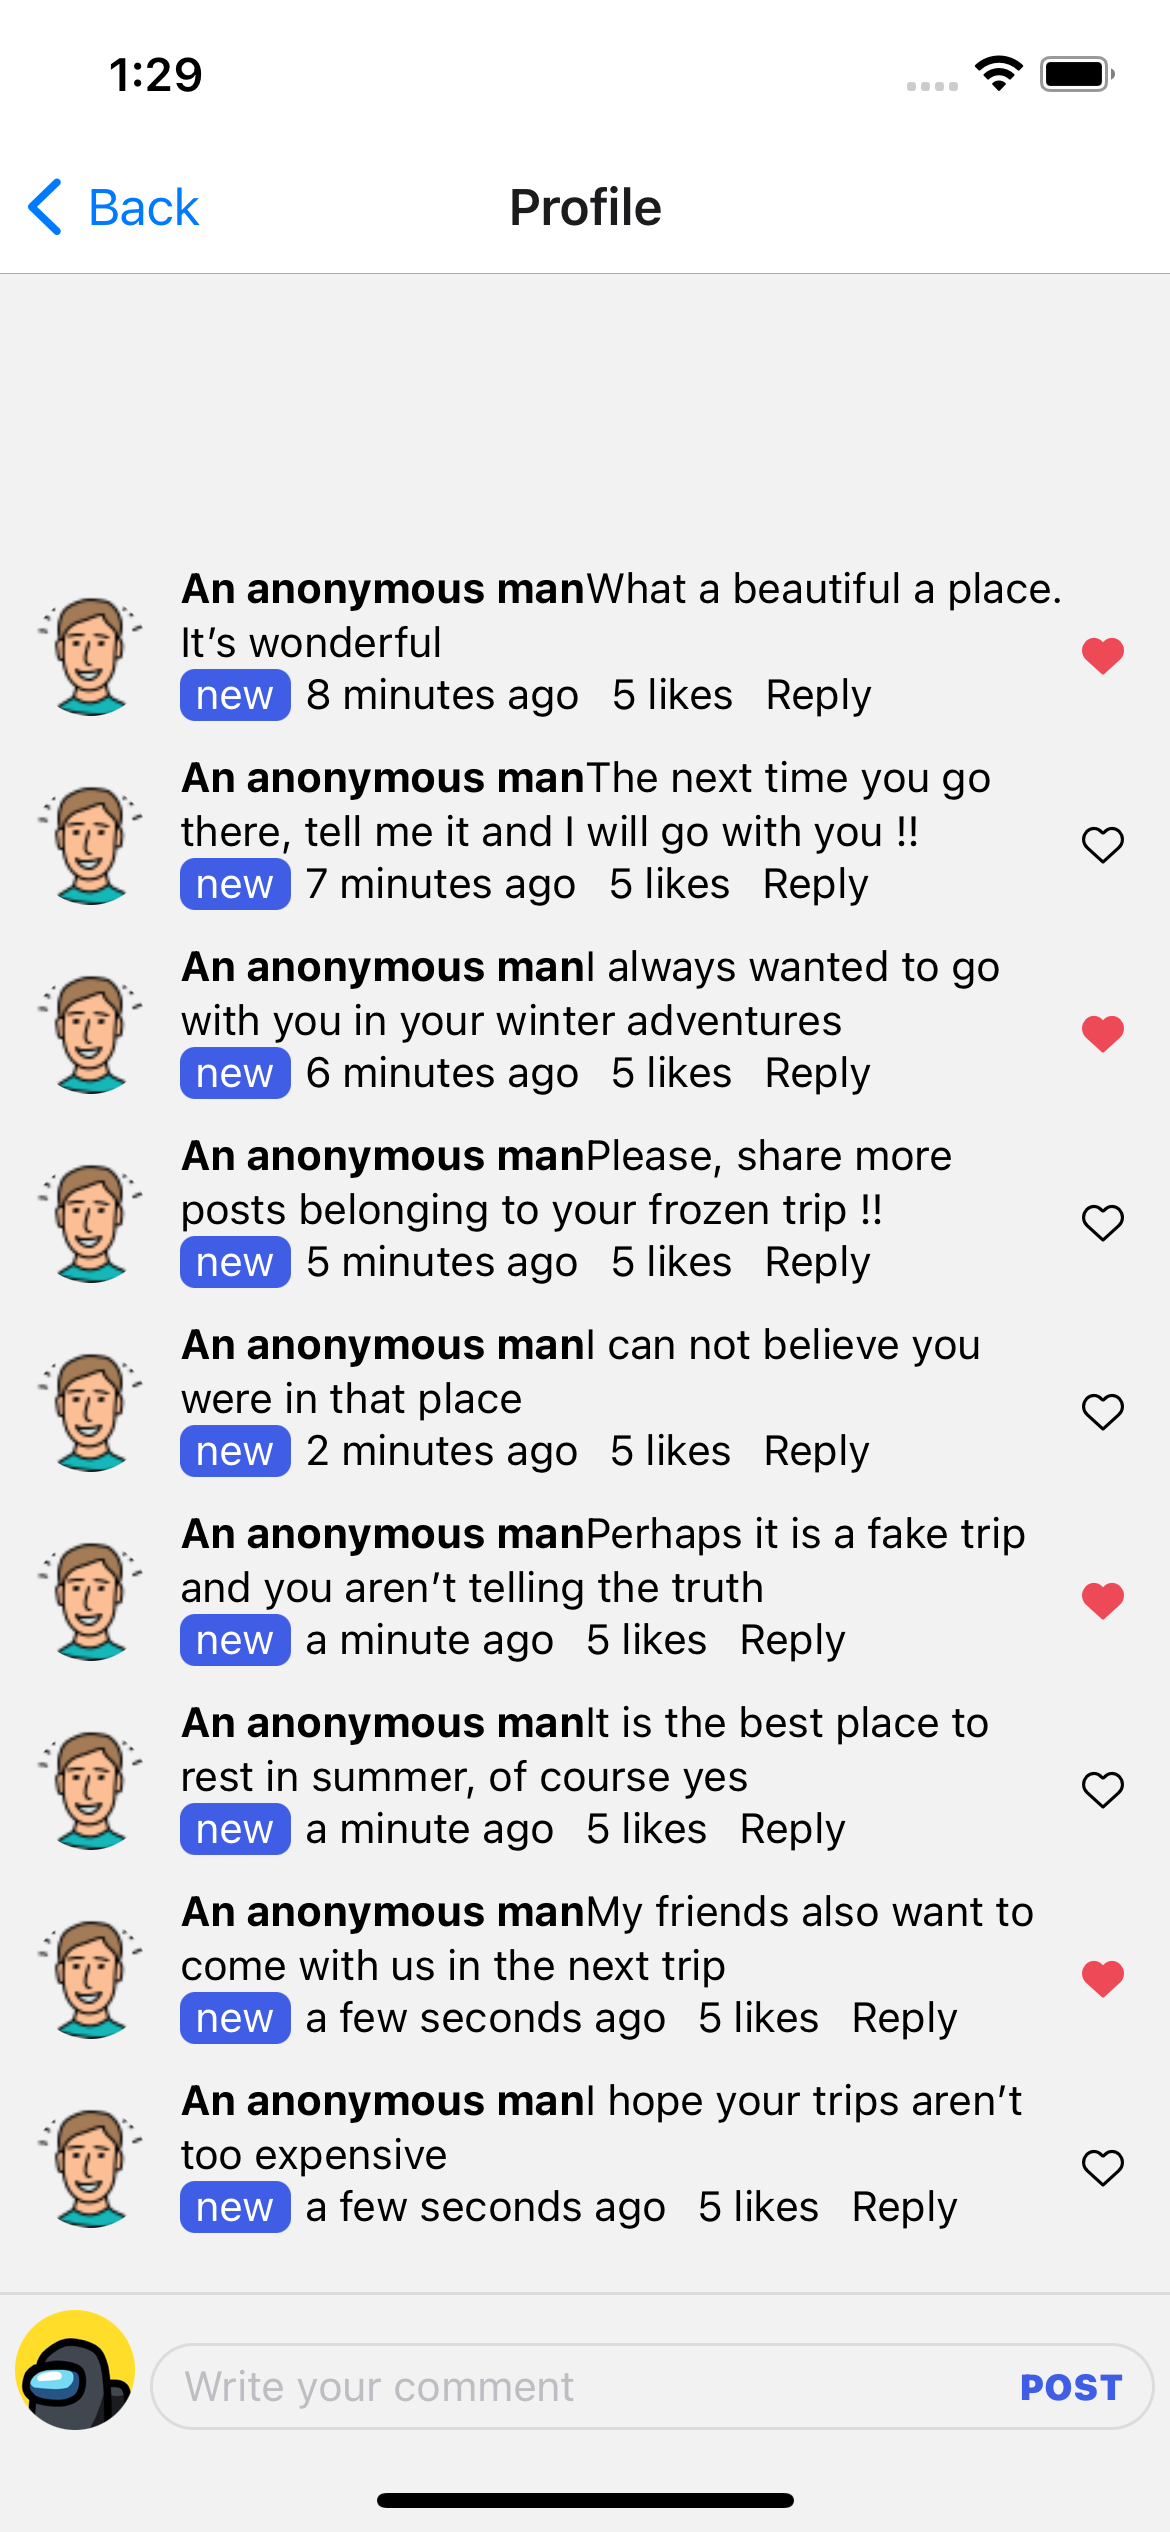 1:29
Back
Profile
An anonymous manWhat a beautiful a place.
It’s wonderful
new 8 minutes ago 5 likes Reply
An anonymous manThe next time you go
there, tell me it and I will go with you !!
new 7 minutes ago 5 likes Reply
An anonymous manI always wanted to go
with you in your winter adventures
new 6 minutes ago 5 likes Reply
An anonymous manPlease, share more
posts belonging to your frozen trip !!
new 5 minutes ago 5 likes Reply
An anonymous manI can not believe you
were in that place
new 2 minutes ago 5 likes Reply
An anonymous manPerhaps it is a fake trip
and you aren’t telling the truth
new a minute ago 5 likes Reply
An anonymous manIt is the best place to
rest in summer, of course yes
new a minute ago 5 likes Reply
An anonymous manMy friends also want to
come with us in the next trip
new a few seconds ago 5 likes Reply
An anonymous manI hope your trips aren’t
too expensive
new a few seconds ago 5 likes Reply
Write your comment POST